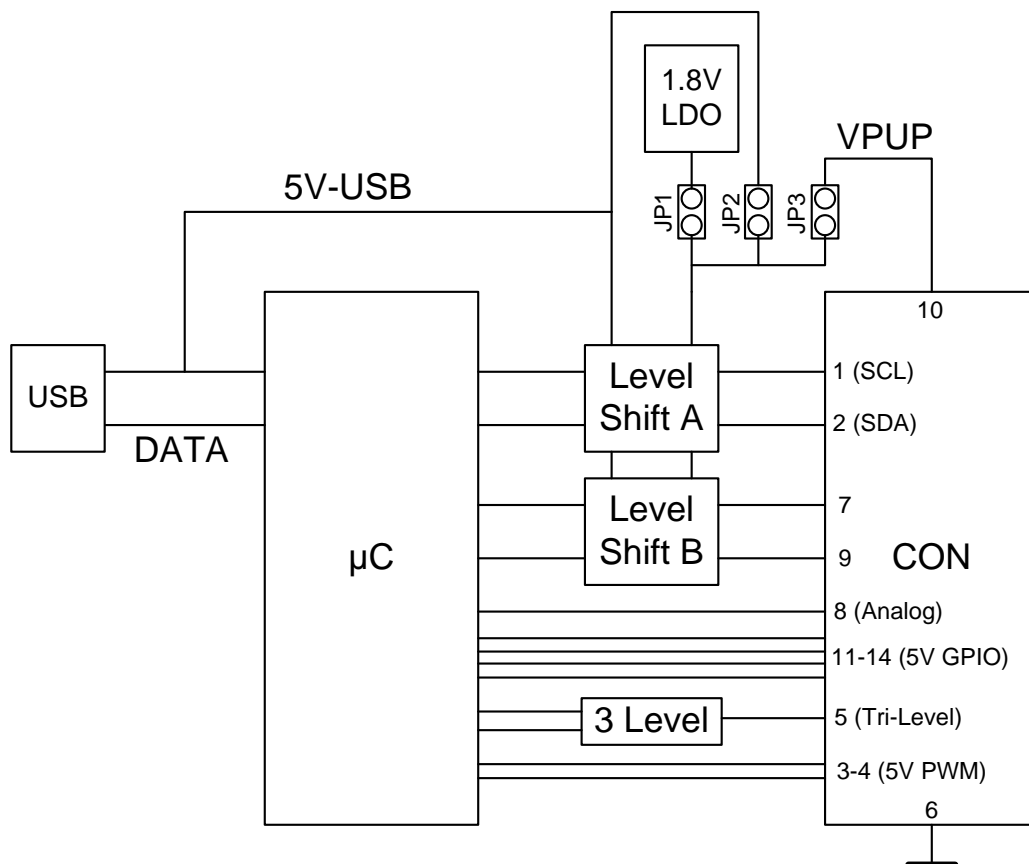 1.8V
LDO
VPUP
5V-USB
JP1
JP2
JP3
10
USB
DATA
Level
Shift A
1 (SCL)
2 (SDA)
Level
Shift B
7
9
µC
CON
8 (Analog)
11-14 (5V GPIO)
3 Level
5 (Tri-Level)
3-4 (5V PWM)
6